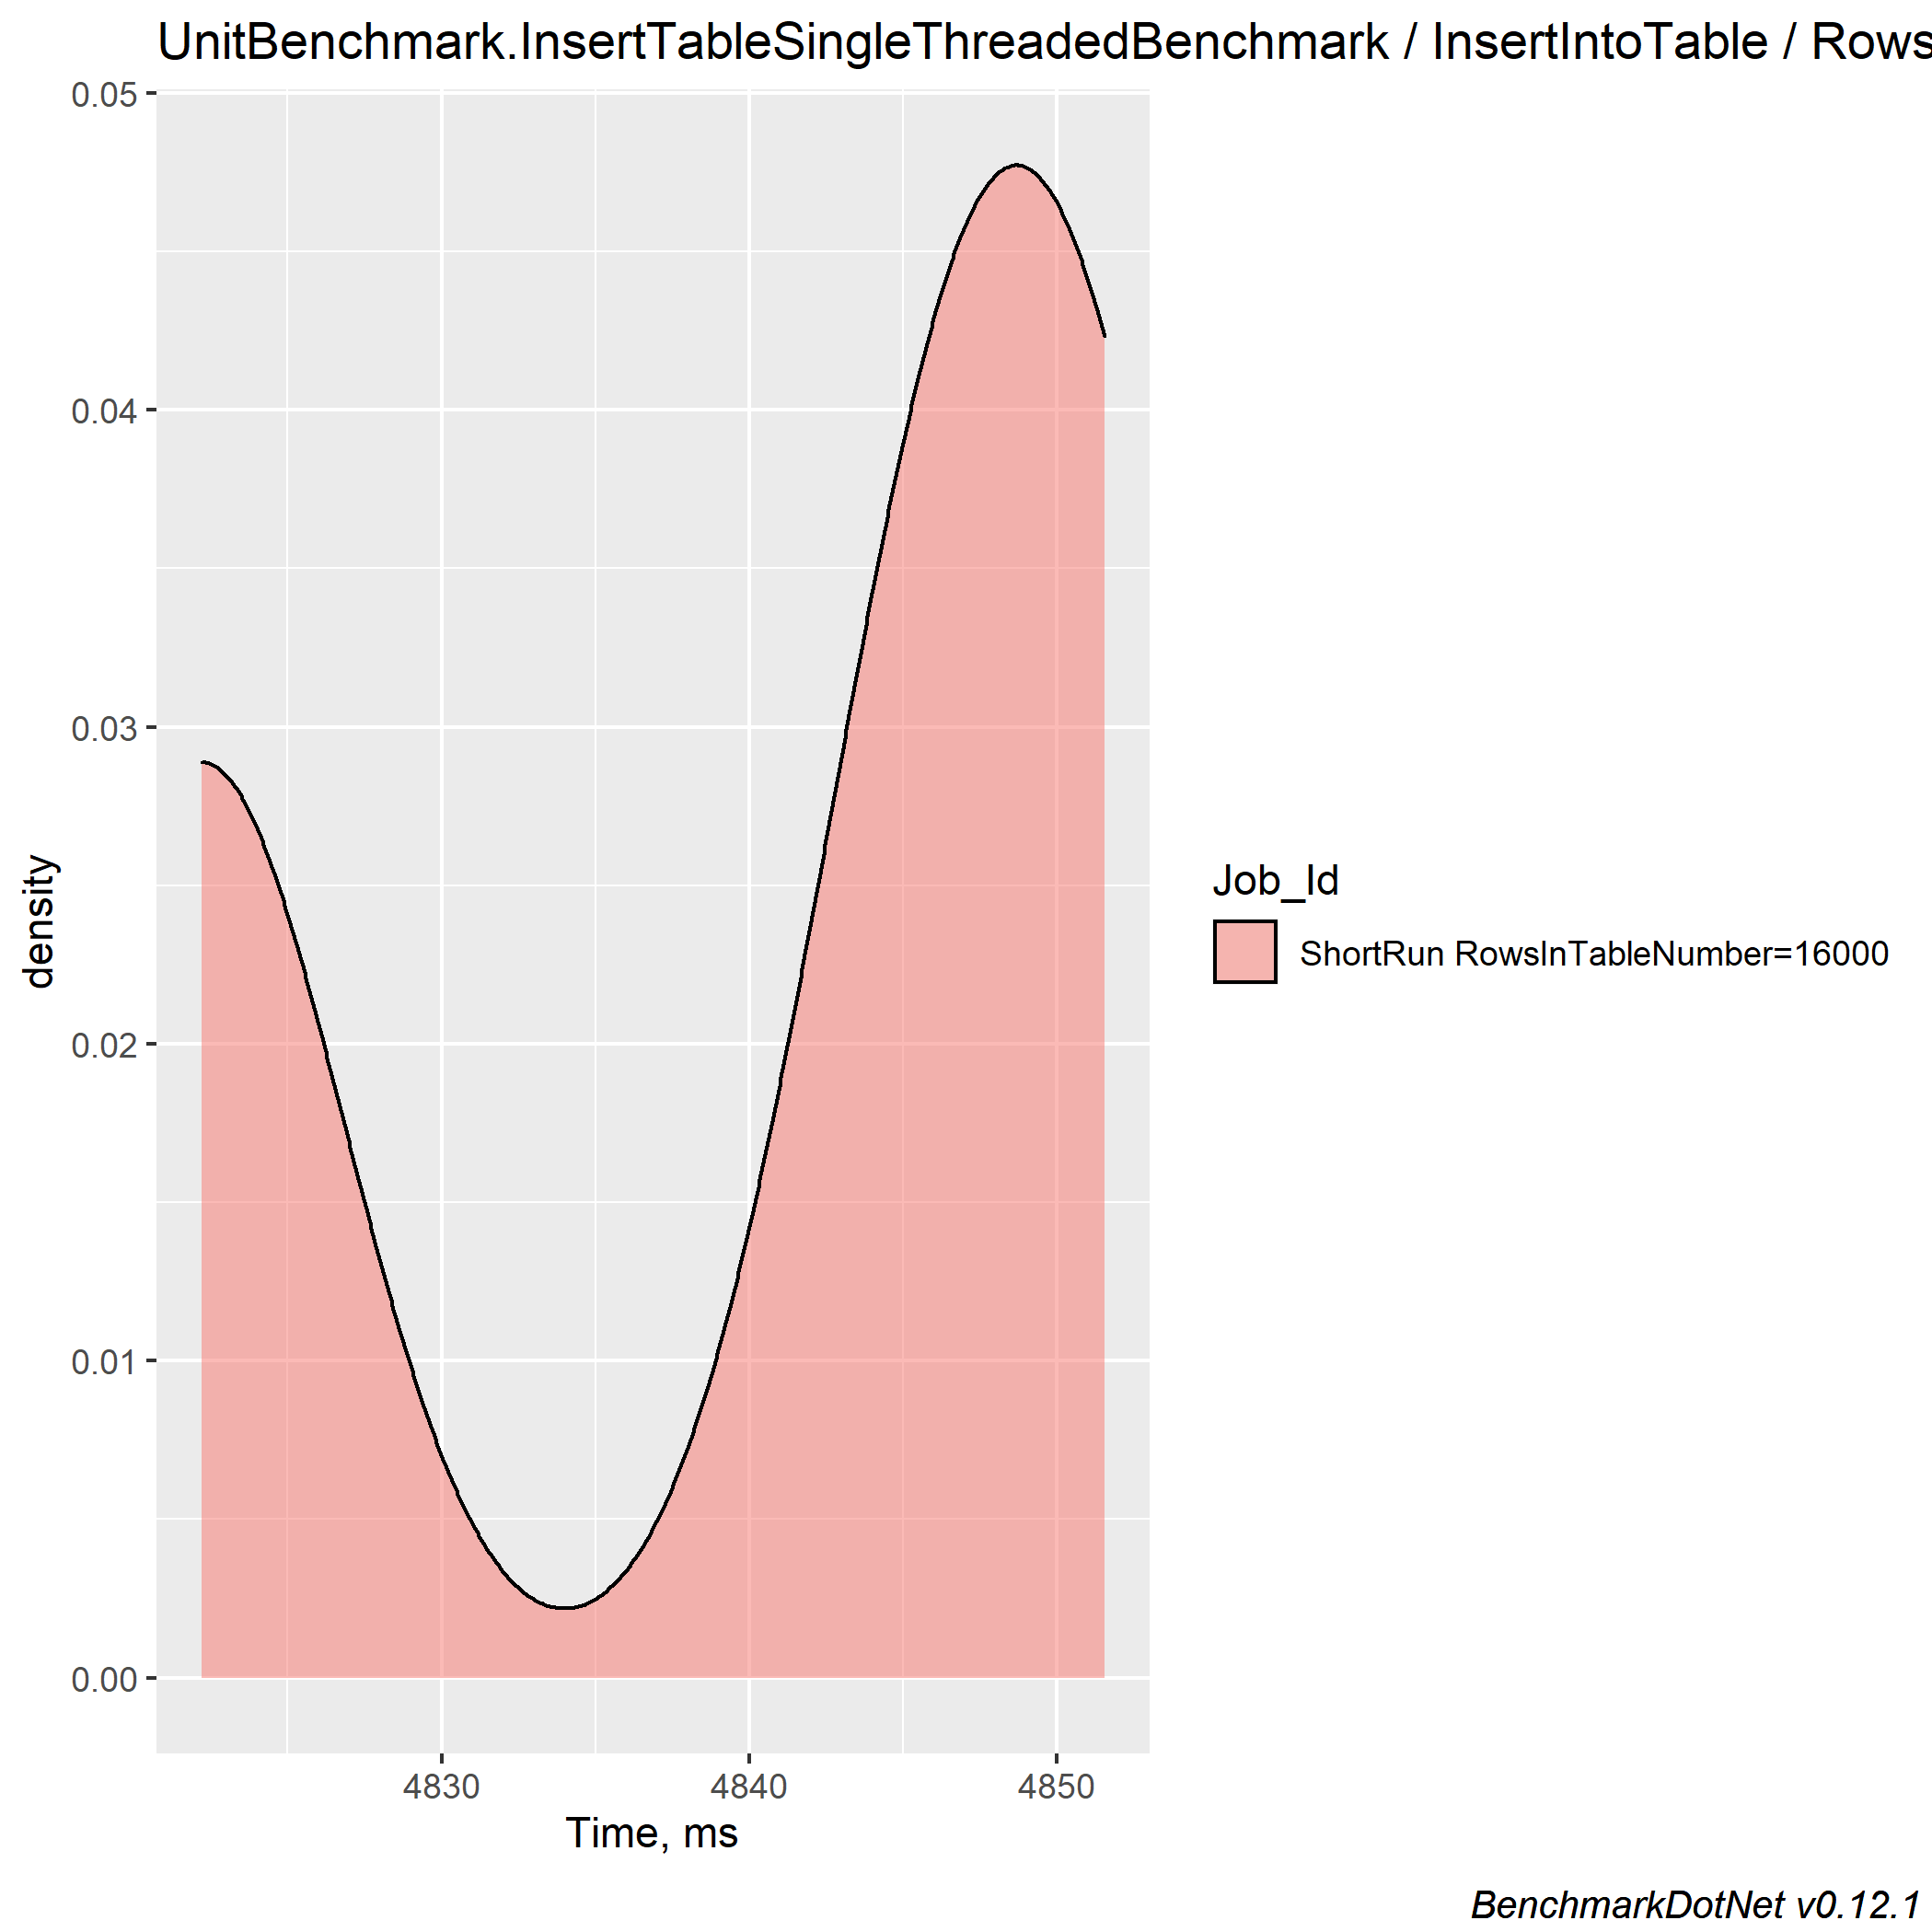 UnitBenchmark.InsertTableSingleThreadedBenchmark / InsertIntoTable / Rows
0.05
0.04
0.03
0.02
0.01
0.00
density
4830 4840 4850
Time, ms
Job_Id
ShortRun RowsInTableNumber=16000
BenchmarkDotNet v0.12.1